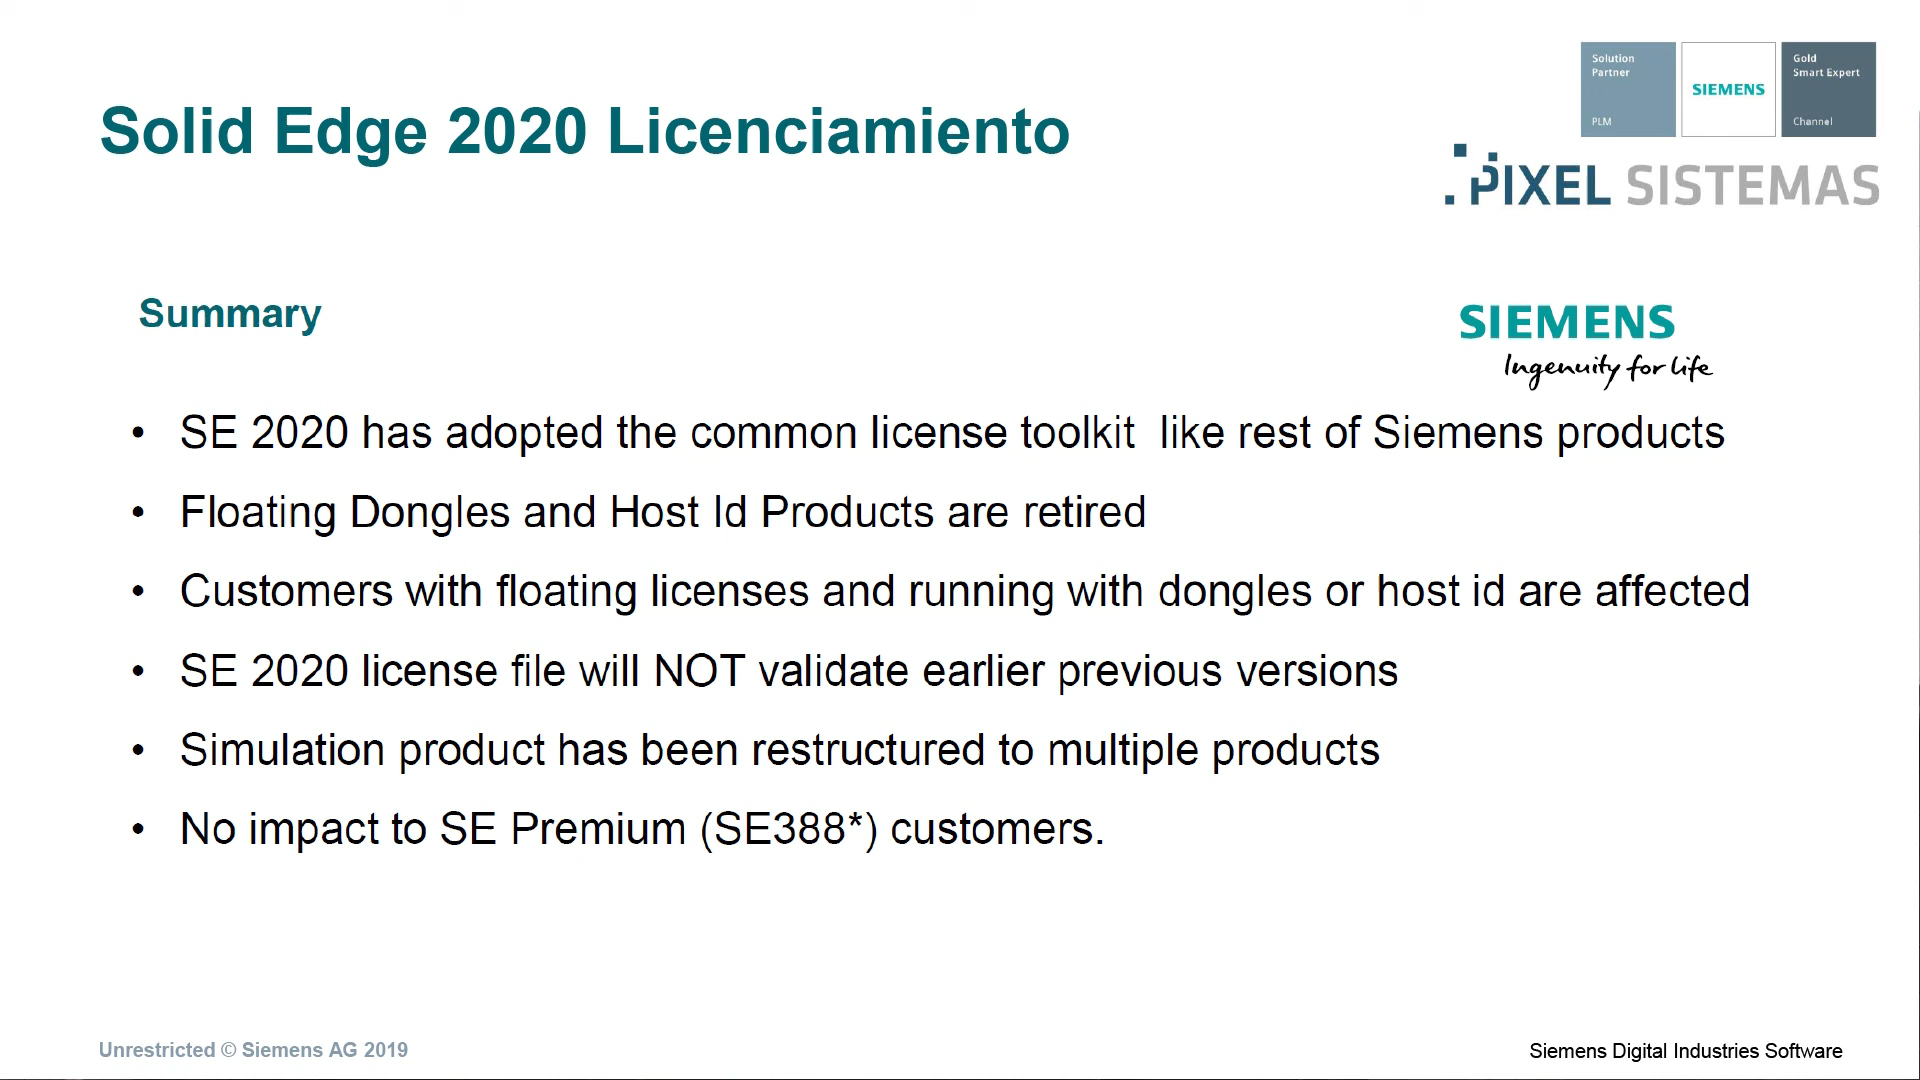 Solution
Partner
PLM
SIEMENS
Gold
Smart Expert
Channel
Solid Edge 2020 Licenciamiento
PIXEL SISTEMAS
Summary
SIEMENS
Ingenuity for life
• SE 2020 has adopted the common license toolkit  like rest of Siemens products
• Floating Dongles and Host Id Products are retired
• Customers with floating licenses and running with dongles or host id are affected
• SE 2020 license file will NOT validate earlier previous versions
• Simulation product has been restructured to multiple products
• No impact to SE Premium (SE388*) customers.
Unrestricted © Siemens AG 2019
Siemens Digital Industries Software